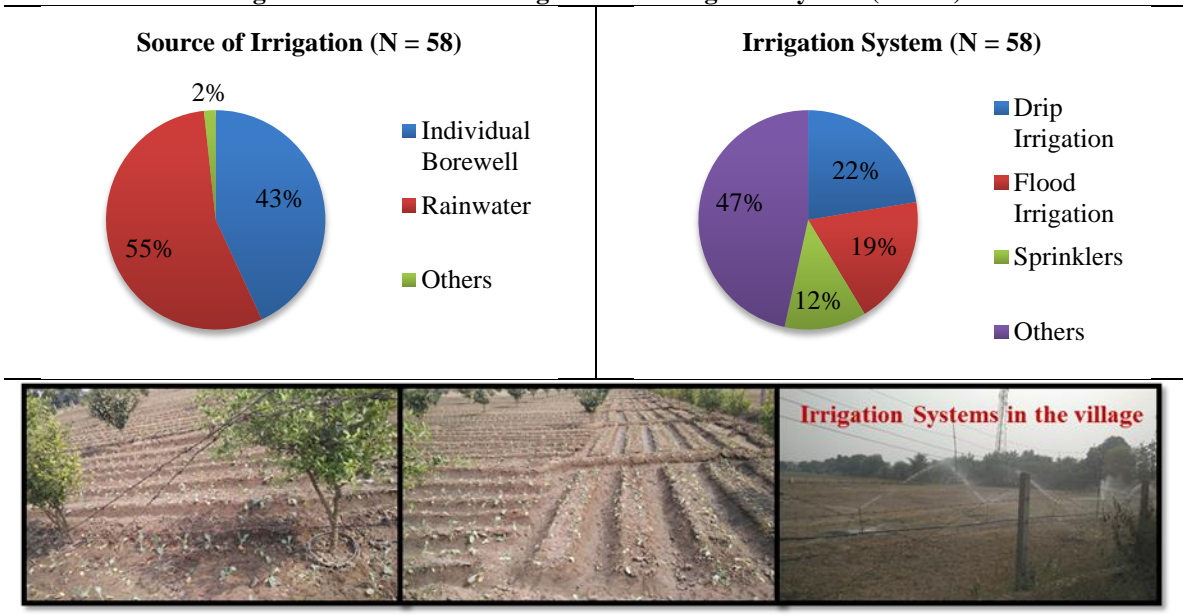 Source of Irrigation (N = 58)
2%
43%
55%
Individual
Borewell
Rainwater
Others
Irrigation System (N = 58)
22%
19%
12%
47%
Drip
Irrigation
Flood
Irrigation
Sprinklers
Others
Irrigation Systems in the village